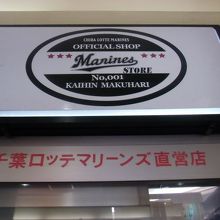 CHIBA LOTTE MARINES
OFFICIAL SHOP
Marines
STORE
No,001
KAIHIN MAKUHARI
千葉ロッテマリーンズ直営店